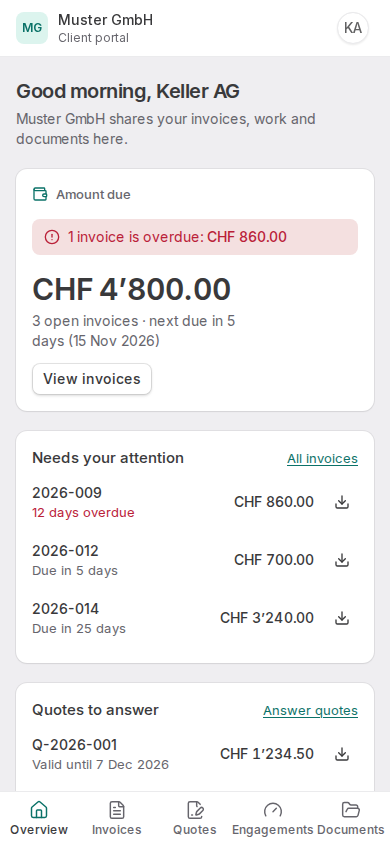 MG
Muster GmbH
Client portal
KA
Good morning, Keller AG
Muster GmbH shares your invoices, work and
documents here.
Amount due
1 invoice is overdue: CHF 860.00
CHF 4’800.00
3 open invoices · next due in 5
days (15 Nov 2026)
View invoices
Needs your attention
All invoices
2026-009
CHF 860.00
12 days overdue
2026-012
CHF 700.00
Due in 5 days
2026-014
CHF 3’240.00
Due in 25 days
Quotes to answer
Answer quotes
Q-2026-001
CHF 1’234.50
Valid until 7 Dec 2026
Overview
Invoices
Quotes
Engagements
Documents